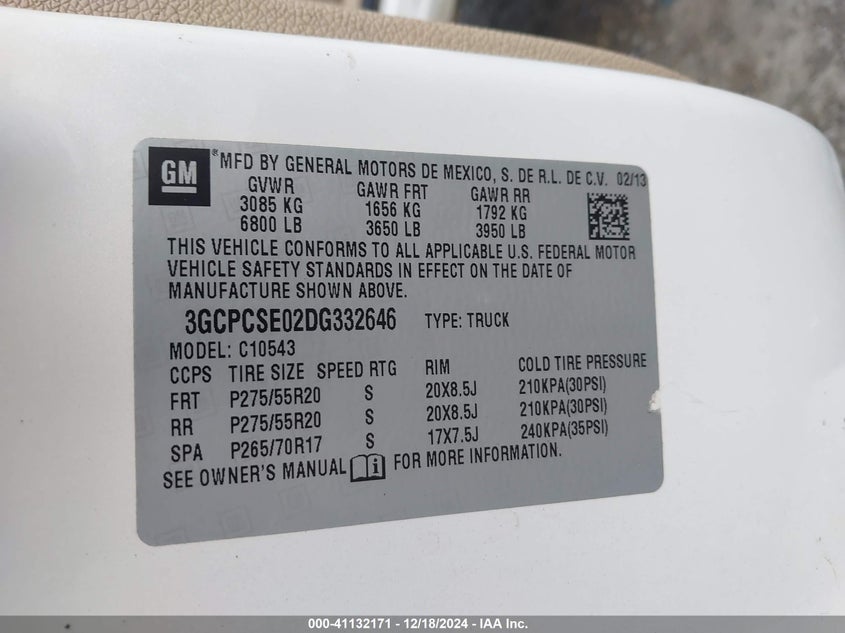 GM ® MFD BY GENERAL MOTORS DE MEXICO, S. DE R.L. DE C.V. 02/13
GVWR GAWR FRT GAWR RR
3085 KG 1656 KG 1792 KG
6800 LB 3650 LB 3950 LB
THIS VEHICLE CONFORMS TO ALL APPLICABLE U.S. FEDERAL MOTOR
VEHICLE SAFETY STANDARDS IN EFFECT ON THE DATE OF
MANUFACTURE SHOWN ABOVE.
3GCPCSE02DG332646 TYPE: TRUCK
MODEL: C10543
CCPS TIRE SIZE SPEED RTG RIM COLD TIRE PRESSURE
FRT P275/55R20 S 20X8.5J 210KPA(30PSI)
RR P275/55R20 S 20X8.5J 210KPA(30PSI)
SPA P265/70R17 S 17X7.5J 240KPA(35PSI)
SEE OWNER'S MANUAL i FOR MORE INFORMATION.
000-41132171 - 12/18/2024 - IAA Inc.